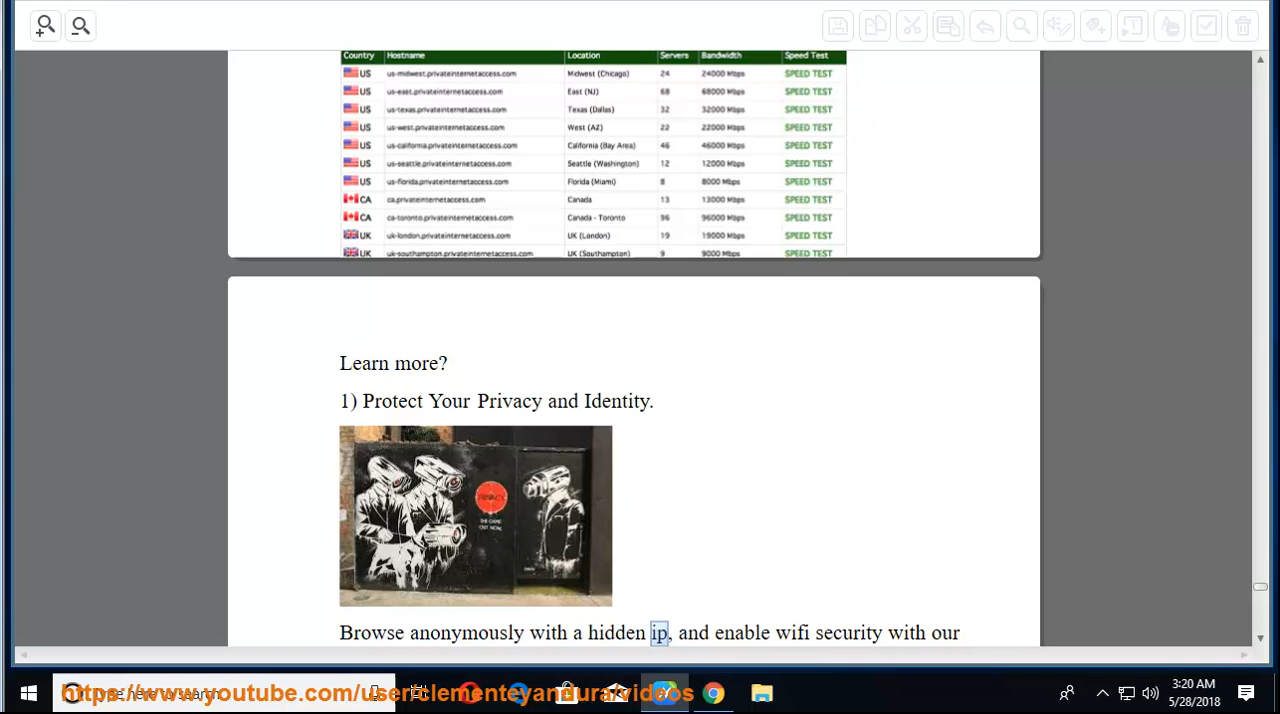 Country Hostname Location Servers Bandwidth Speed Test
US us-midwest.privateinternetaccess.com Midwest (Chicago) 24 24000 Mbps SPEED TEST
US us-east.privateinternetaccess.com East (NJ) 68 68000 Mbps SPEED TEST
US us-texas.privateinternetaccess.com Texas (Dallas) 32 32000 Mbps SPEED TEST
US us-west.privateinternetaccess.com West (AZ) 22 22000 Mbps SPEED TEST
US us-california.privateinternetaccess.com California (Bay Area) 46 46000 Mbps SPEED TEST
US us-seattle.privateinternetaccess.com Seattle (Washington) 12 12000 Mbps SPEED TEST
US us-florida.privateinternetaccess.com Florida (Miami) 8 8000 Mbps SPEED TEST
CA ca.privateinternetaccess.com Canada 13 13000 Mbps SPEED TEST
CA ca-toronto.privateinternetaccess.com Canada - Toronto 96 96000 Mbps SPEED TEST
UK uk-london.privateinternetaccess.com UK (London) 19 19000 Mbps SPEED TEST
UK uk-southampton.privateinternetaccess.com UK (Southampton) 9 9000 Mbps SPEED TEST
Learn more?
1) Protect Your Privacy and Identity.
PRIVACY
THE GAME
OUT NOW
Browse anonymously with a hidden ip, and enable wifi security with our
https://www.youtube.com/user/clementeyandura/videos
3:20 AM
5/28/2018